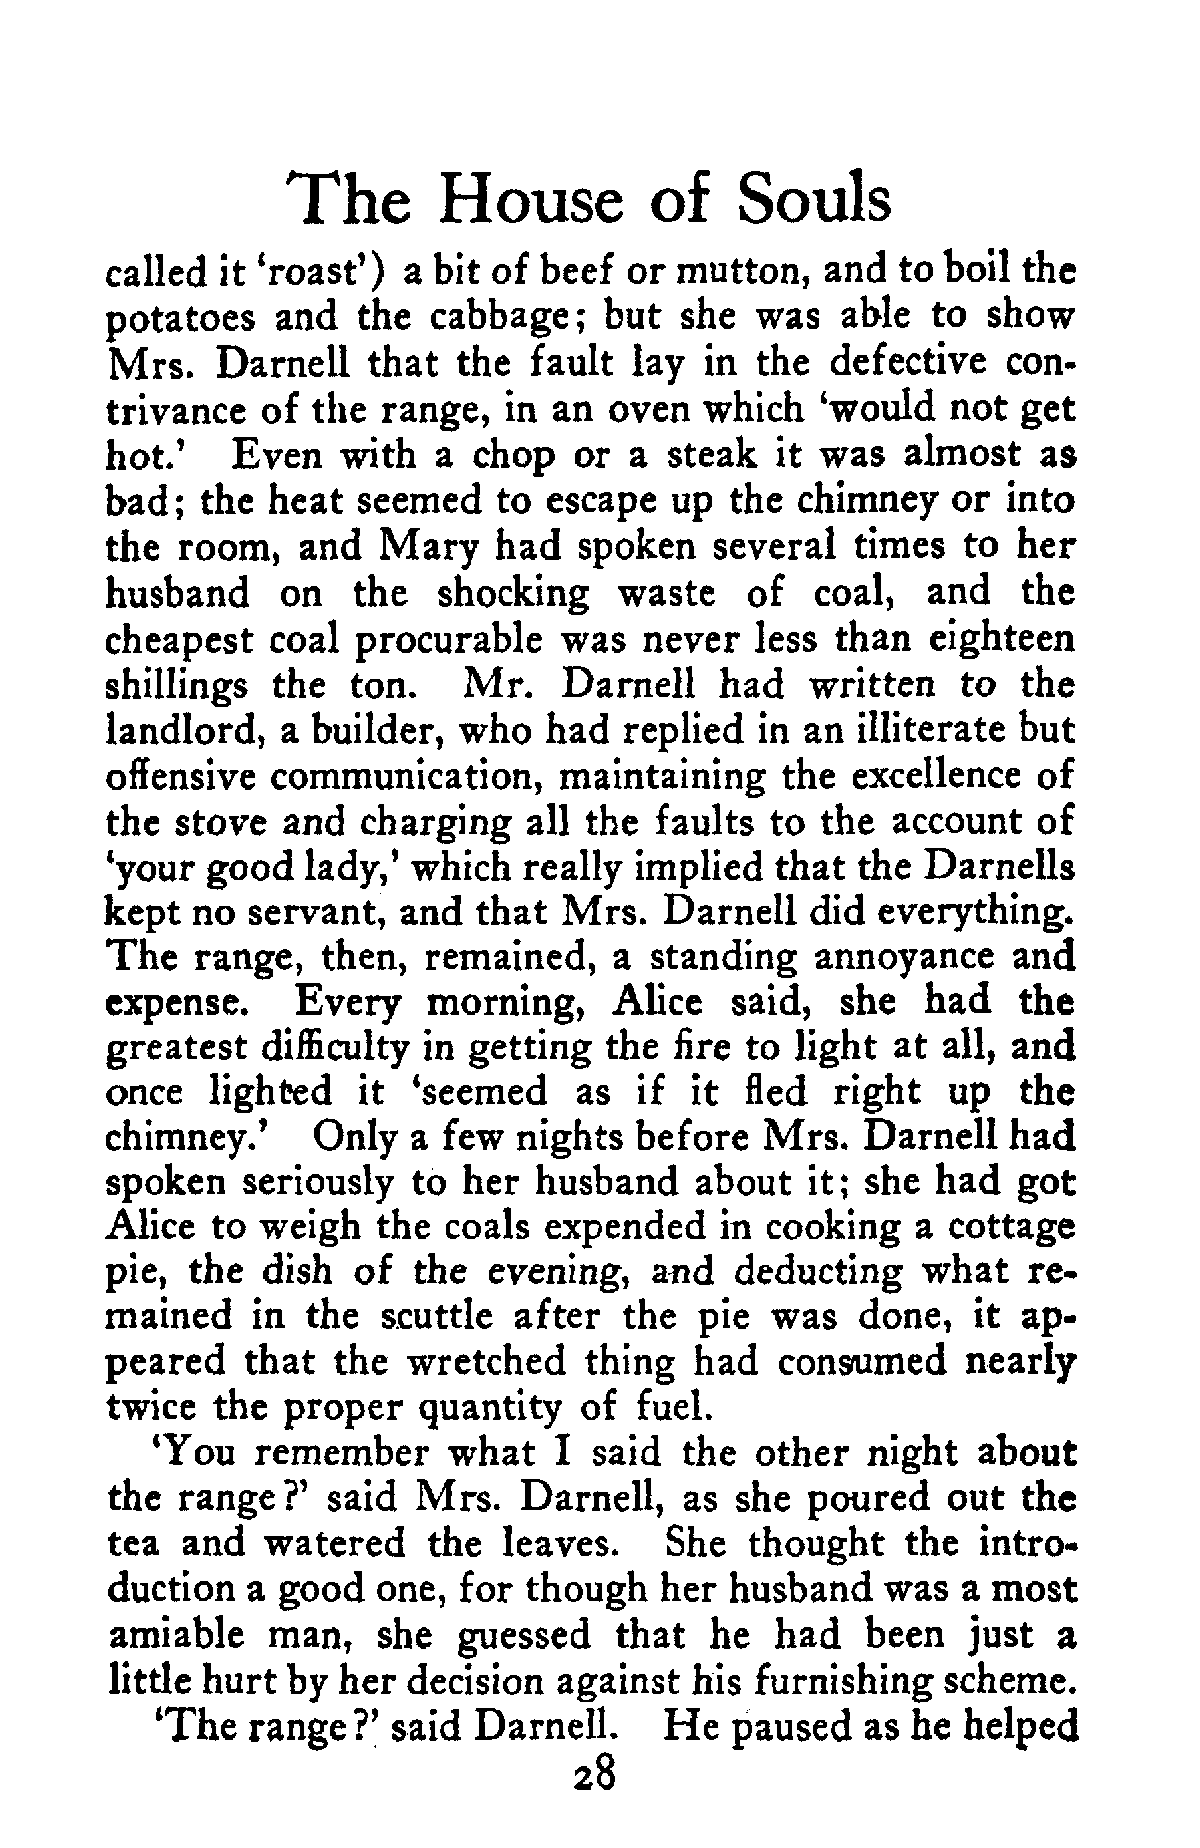 The House of Souls
called it ‘roast’) a bit of beef or mutton, and to boil the
potatoes and the cabbage; but she was able to show
Mrs. Darnell that the fault lay in the defective con-
trivance of the range, in an oven which ‘would not get
hot.’ Even with a chop or a steak it was almost as
bad; the heat seemed to escape up the chimney or into
the room, and Mary had spoken several times to her
husband on the shocking waste of coal, and the
cheapest coal procurable was never less than eighteen
shillings the ton. Mr. Darnell had written to the
landlord, a builder, who had replied in an illiterate but
offensive communication, maintaining the excellence of
the stove and charging all the faults to the account of
‘your good lady,’ which really implied that the Darnells
kept no servant, and that Mrs. Darnell did everything.
The range, then, remained, a standing annoyance and
expense. Every morning, Alice said, she had the
greatest difficulty in getting the fire to light at all, and
once lighted it ‘seemed as if it fled right up the
chimney.’ Only a few nights before Mrs. Darnell had
spoken seriously to her husband about it; she had got
Alice to weigh the coals expended in cooking a cottage
pie, the dish of the evening, and deducting what re-
mained in the scuttle after the pie was done, it ap-
peared that the wretched thing had consumed nearly
twice the proper quantity of fuel.
‘You remember what I said the other night about
the range?’ said Mrs. Darnell, as she poured out the
tea and watered the leaves. She thought the intro-
duction a good one, for though her husband was a most
amiable man, she guessed that he had been just a
little hurt by her decision against his furnishing scheme.
‘The range?’ said Darnell. He paused as he helped
28